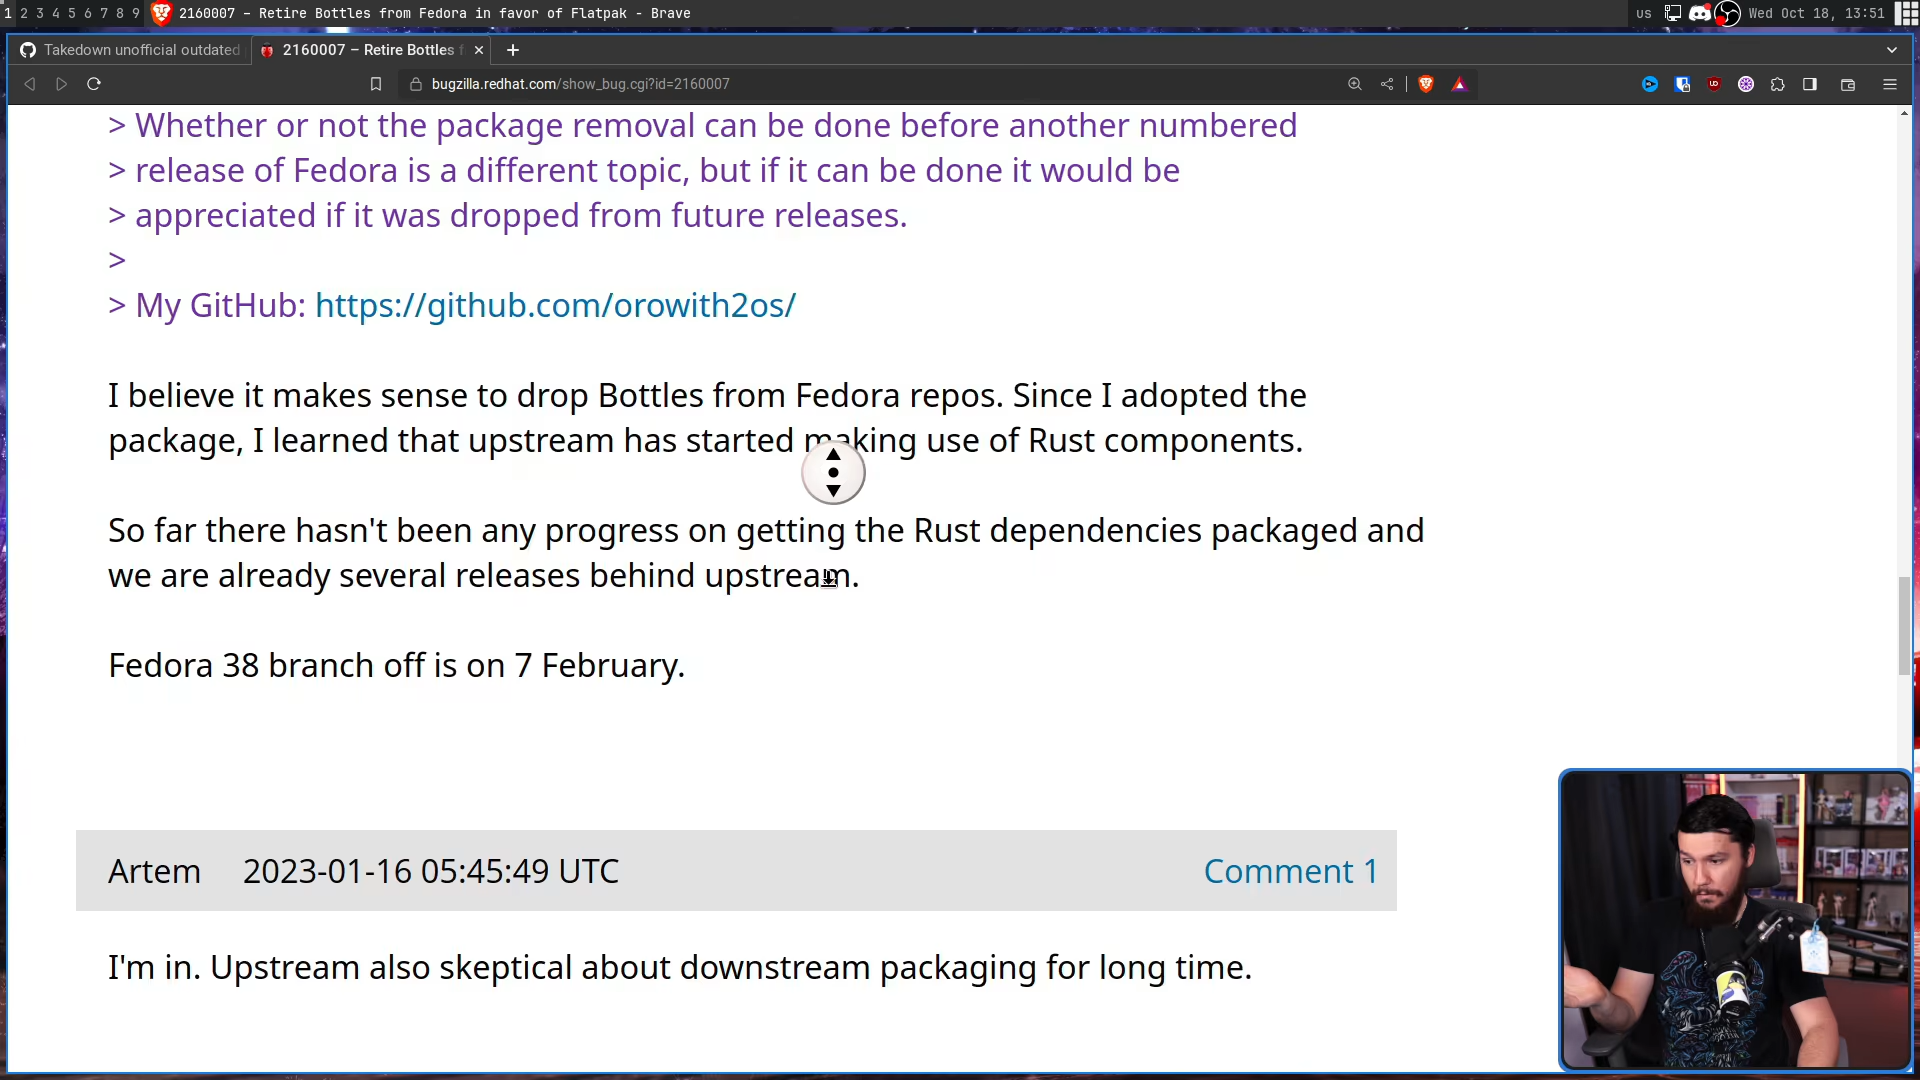 1 2 3 4 5 6 7 8 9 2160007 – Retire Bottles from Fedora in favor of Flatpak - Brave us Wed Oct 18, 13:51
Takedown unofficial outdated 2160007 – Retire Bottles f
bugzilla.redhat.com/show_bug.cgi?id=2160007
> Whether or not the package removal can be done before another numbered
> release of Fedora is a different topic, but if it can be done it would be
> appreciated if it was dropped from future releases.
>
> My GitHub: https://github.com/orowith2os/
I believe it makes sense to drop Bottles from Fedora repos. Since I adopted the
package, I learned that upstream has started making use of Rust components.
So far there hasn't been any progress on getting the Rust dependencies packaged and
we are already several releases behind upstream.
Fedora 38 branch off is on 7 February.
Artem 2023-01-16 05:45:49 UTC Comment 1
I'm in. Upstream also skeptical about downstream packaging for long time.